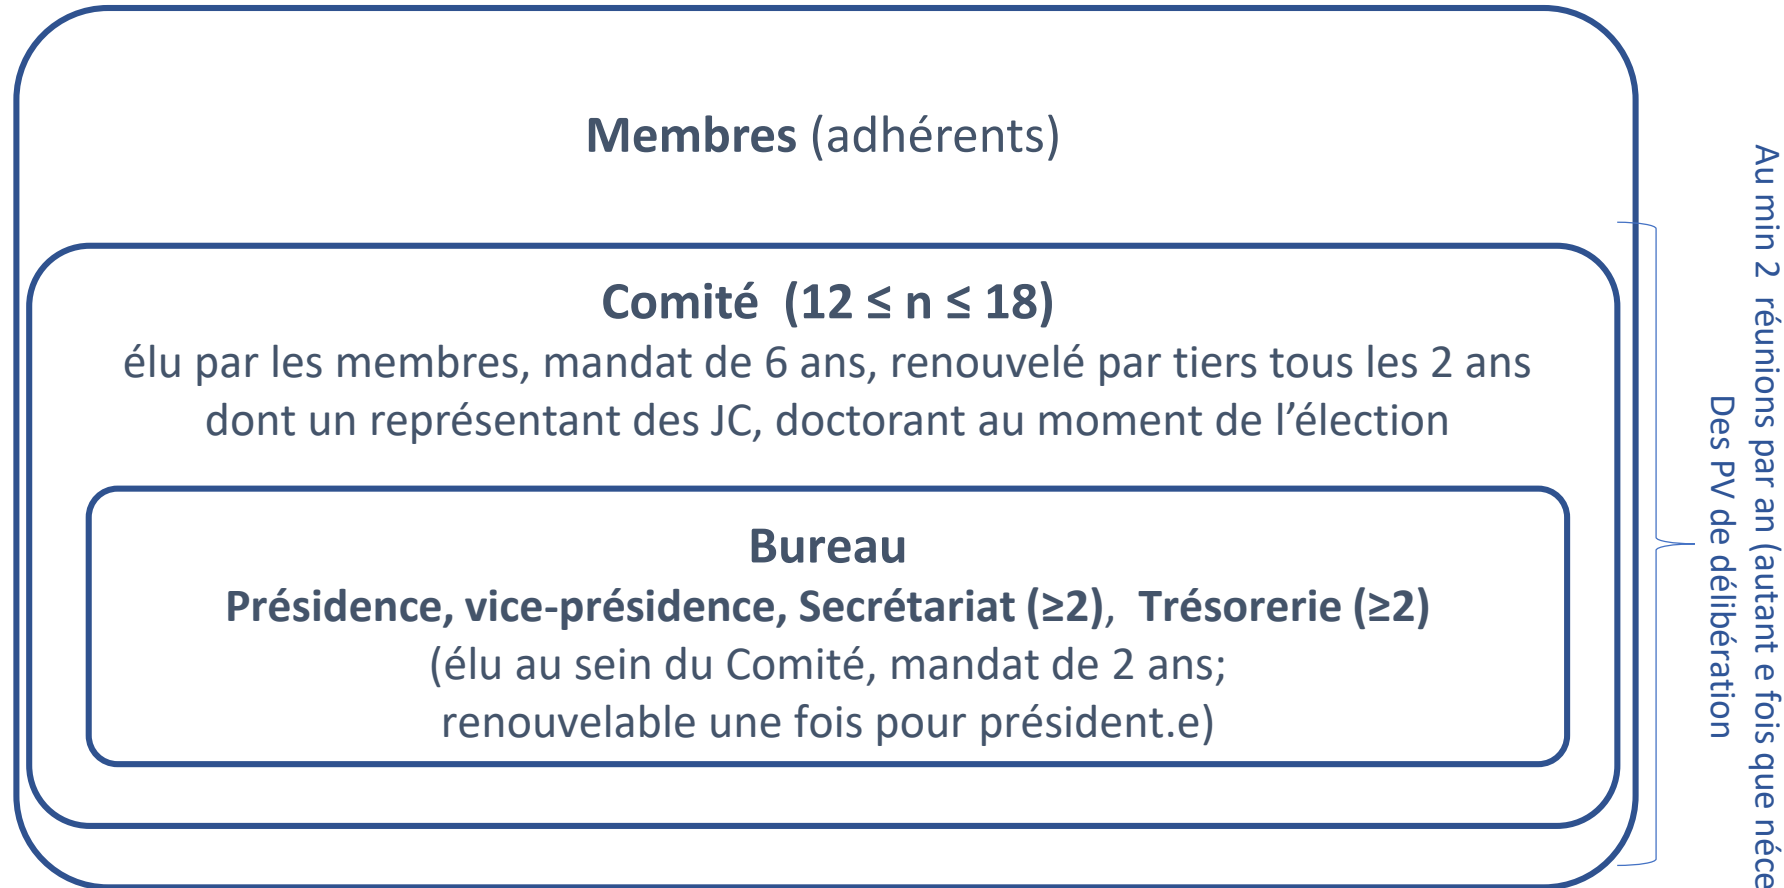 Membres (adhérents)
Comité (12 ≤ n ≤ 18)
élu par les membres, mandat de 6 ans, renouvelé par tiers tous les 2 ans
dont un représentant des JC, doctorant au moment de l’élection
Bureau
Présidence, vice-présidence, Secrétariat (≥2), Trésorerie (≥2)
(élu au sein du Comité, mandat de 2 ans;
renouvelable une fois pour président.e)
Au min 2 réunions par an (autant e fois que
Des PV de délibération